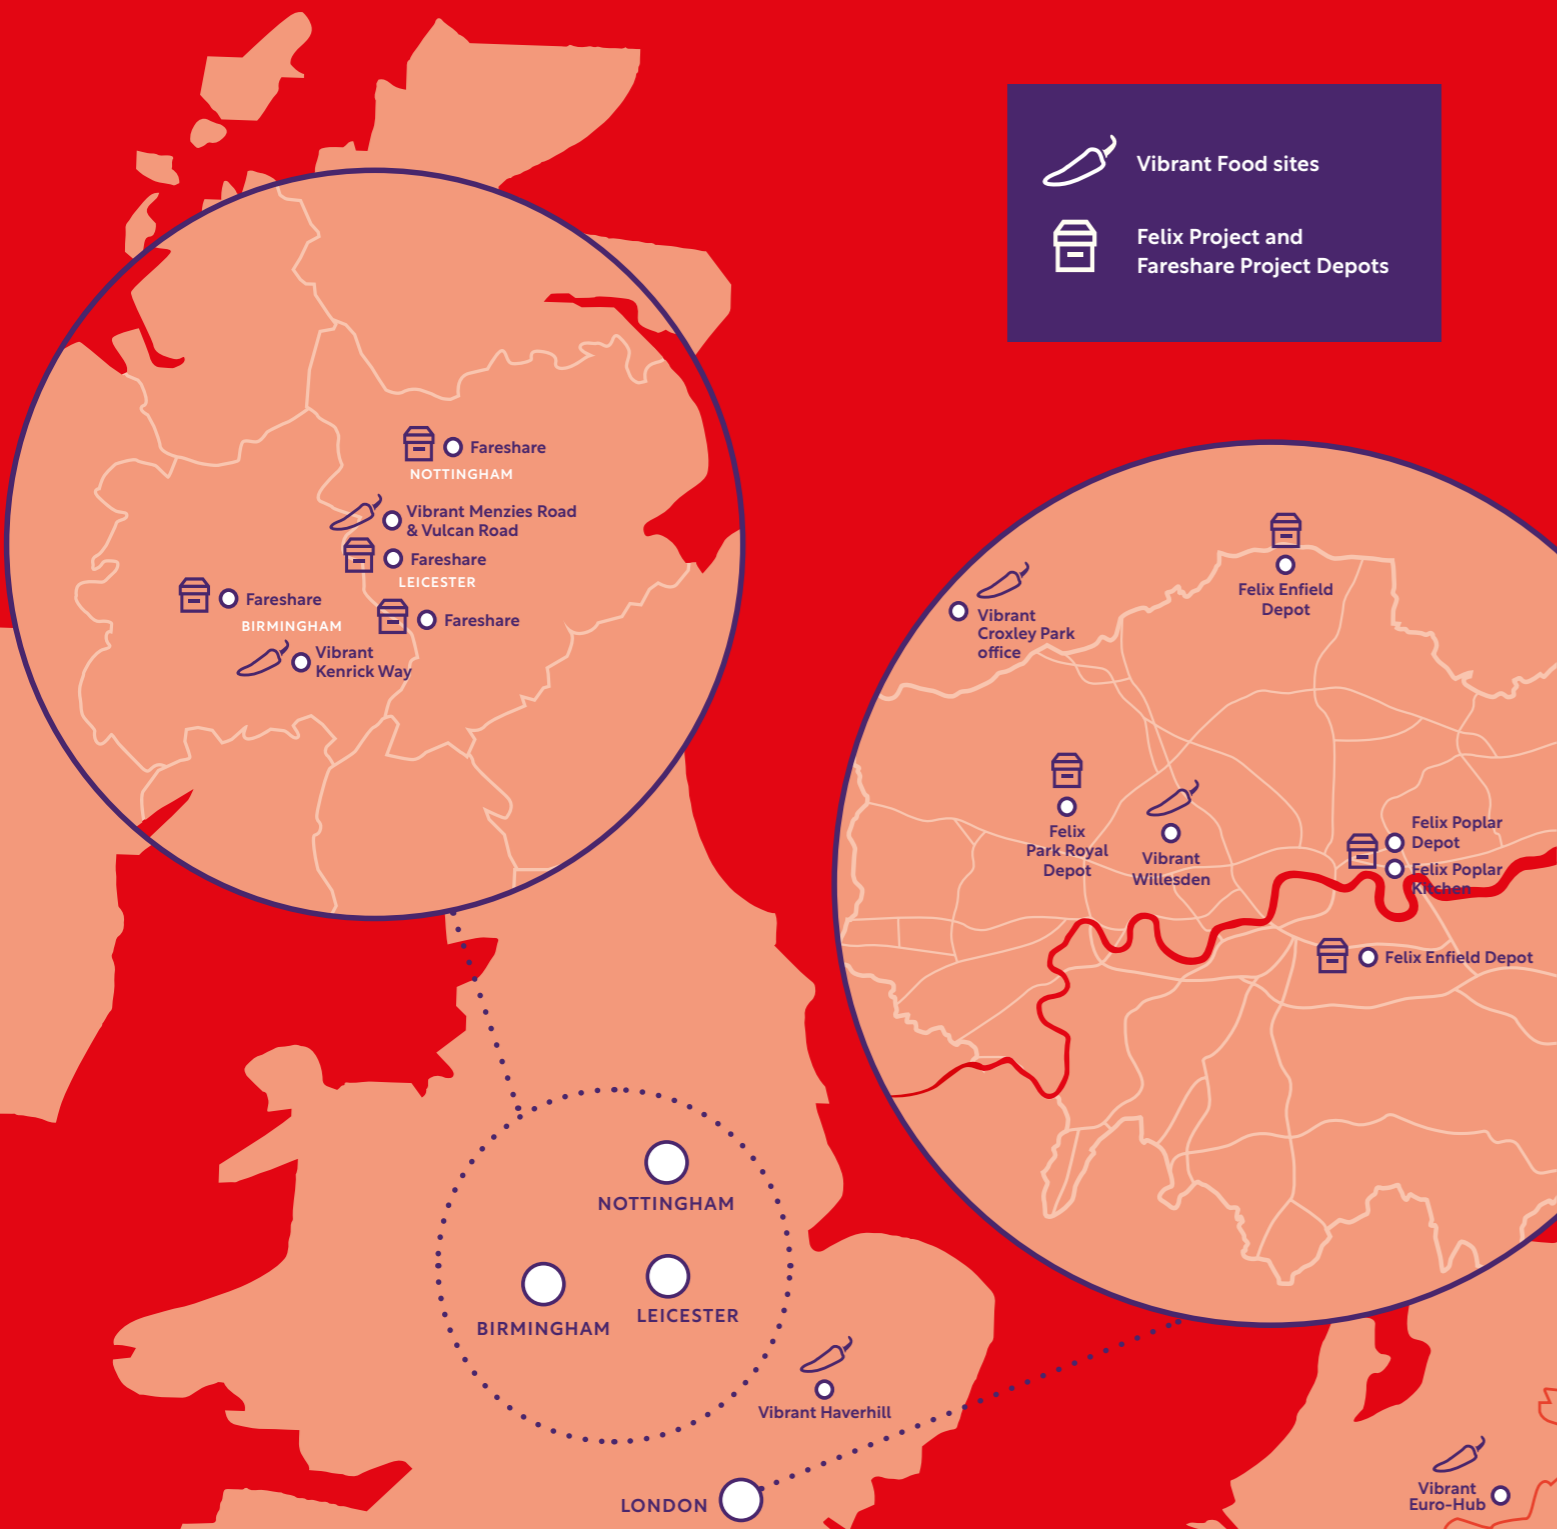 Vibrant Food sites
Felix Project and
Fareshare Project Depots
Fareshare
NOTTINGHAM
Vibrant Menzies Road
& Vulcan Road
Fareshare
LEICESTER
Fareshare
BIRMINGHAM
Fareshare
Vibrant
Kenrick Way
Felix Enfield
Depot
Vibrant
Croxley Park
office
Felix
Park Royal
Depot
Vibrant
Willesden
Felix Poplar
Depot
Felix Poplar
Kitchen
Felix Enfield Depot
NOTTINGHAM
BIRMINGHAM
LEICESTER
Vibrant Haverhill
LONDON
Vibrant
Euro-Hub